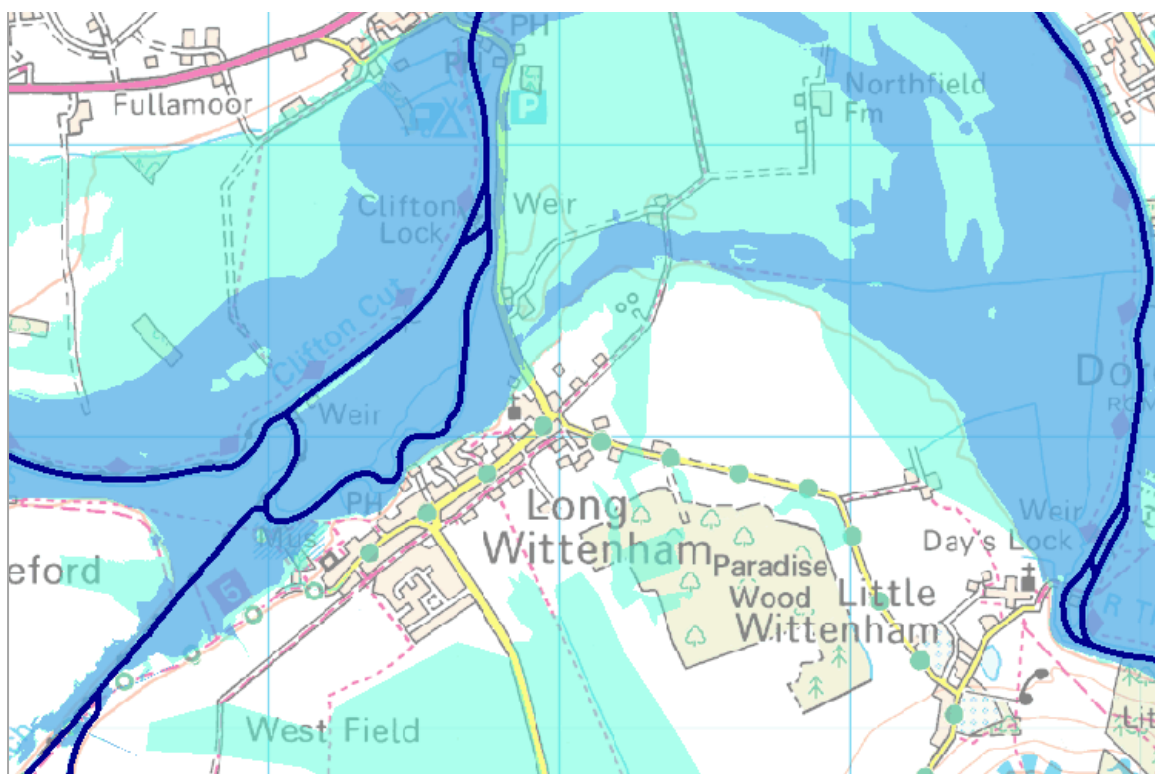 PH
PH
Fullamoor
P
Northfield
Fm
Clifton
Lock
Weir
Clifton Cut
Weir
Long
Wittenham
PH
Mus
5
eford
Weir
Day's Lock
Paradise
Wood
Little
Wittenham
West Field